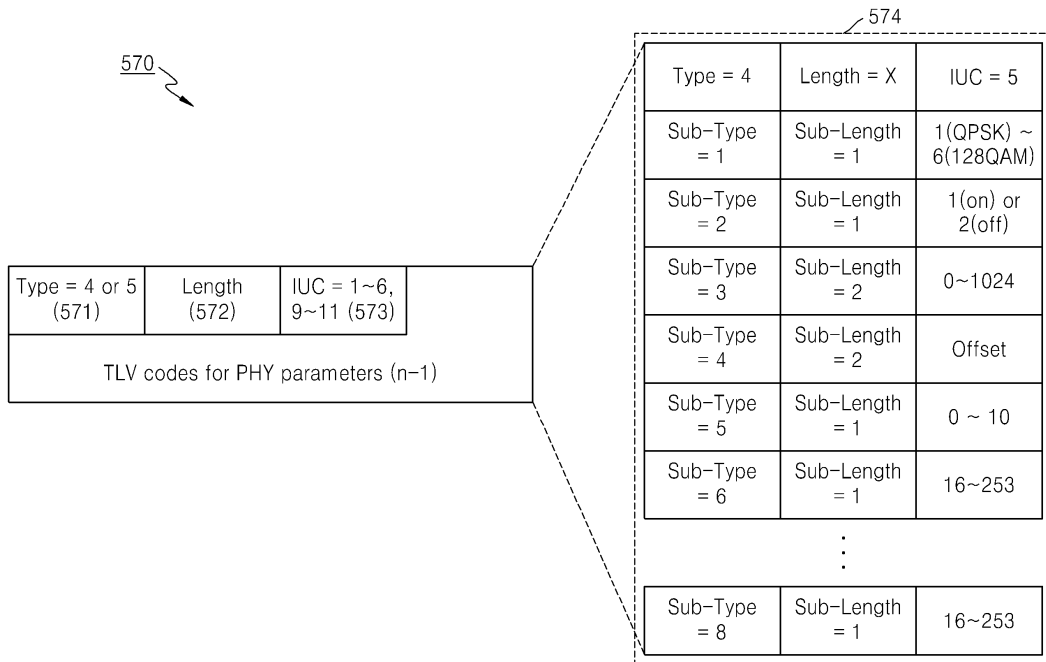 570
574
Type = 4 or 5
(571)
Length
(572)
IUC = 1~6,
9~11 (573)
TLV codes for PHY parameters (n-1)
Type = 4
Length = X
IUC = 5
Sub-Type
= 1
Sub-Length
= 1
1(QPSK) ~
6(128QAM)
Sub-Type
= 2
Sub-Length
= 1
1(on) or
2(off)
Sub-Type
= 3
Sub-Length
= 2
0~1024
Sub-Type
= 4
Sub-Length
= 2
Offset
Sub-Type
= 5
Sub-Length
= 1
0 ~ 10
Sub-Type
= 6
Sub-Length
= 1
16~253
Sub-Type
= 8
Sub-Length
= 1
16~253